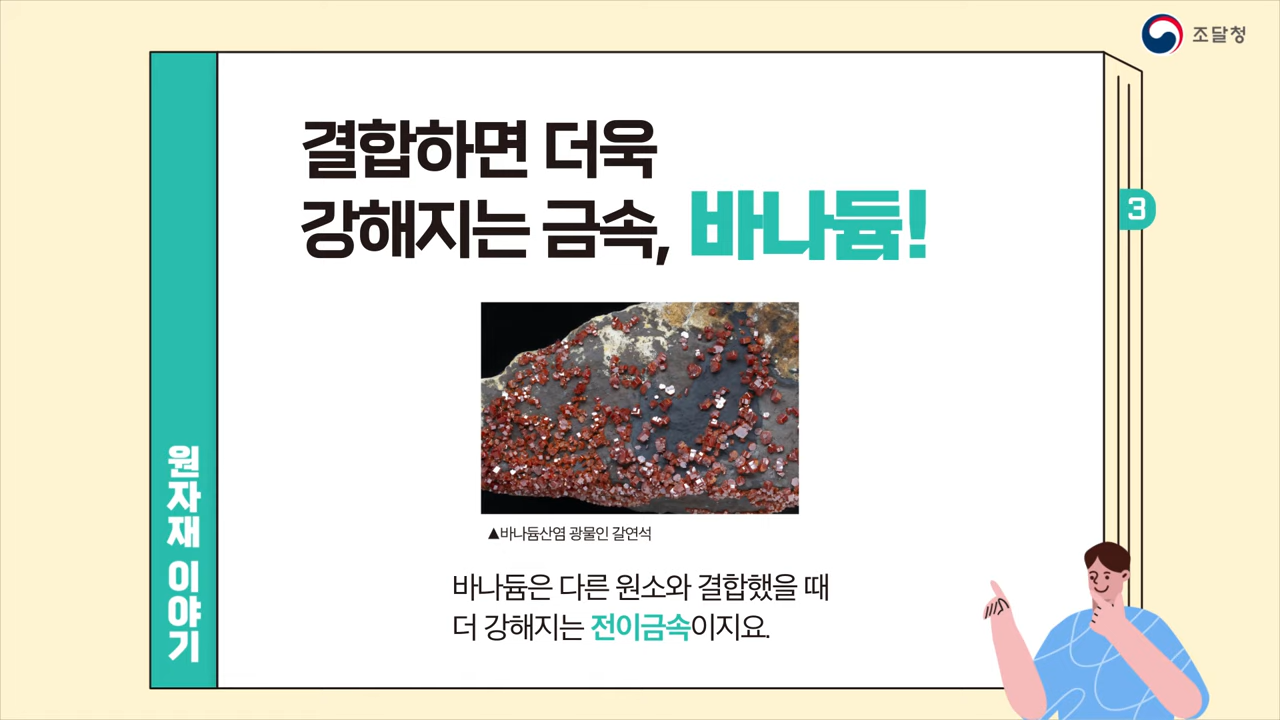 조달청
결합하면 더욱
강해지는 금속, 바나듐!
3
▲바나듐산염 광물인 갈연석
바나듐은 다른 원소와 결합했을 때
더 강해지는 전이금속이지요.
원자재 이야기